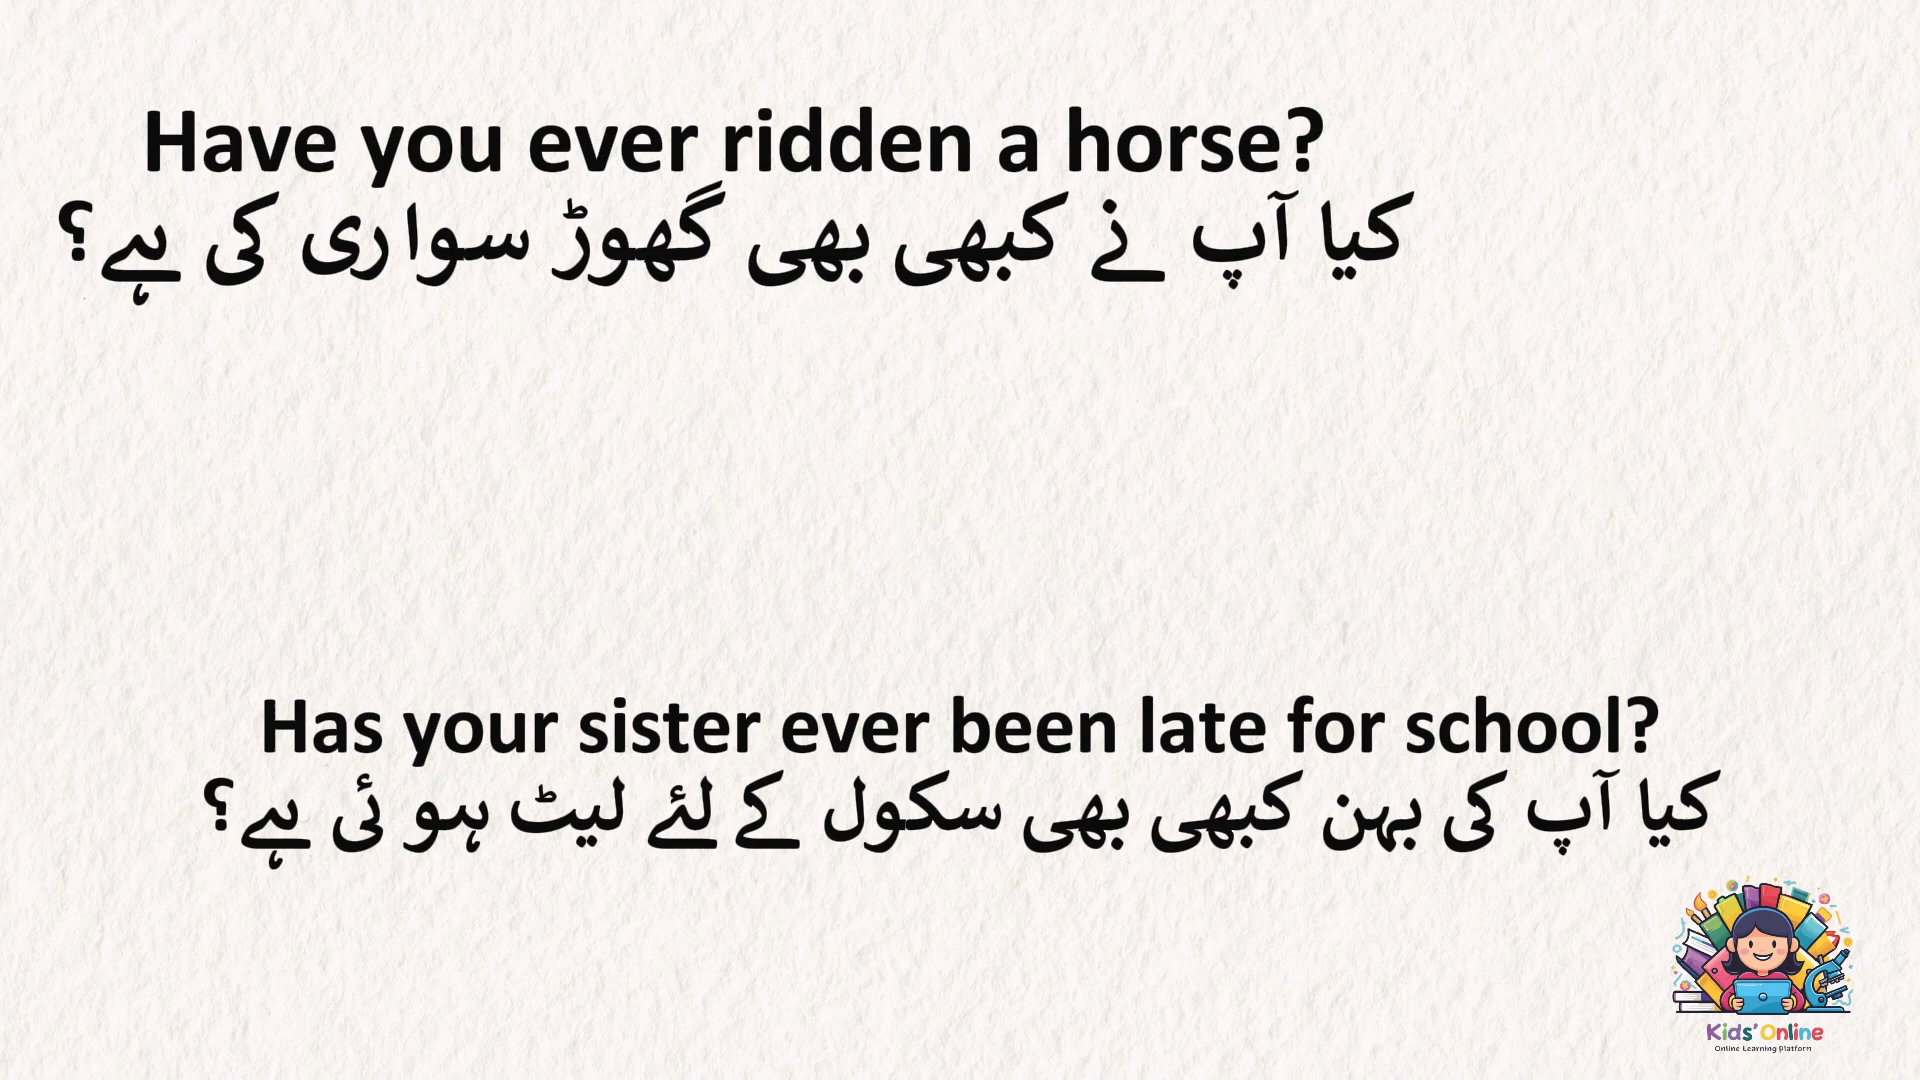 Have you ever ridden a horse?
کیا آپ نے کبھی بھی گھوڑ سواری کی ہے؟
Has your sister ever been late for school?
کیا آپ کی بہن کبھی بھی سکول کے لئے لیٹ ہو ئی ہے؟
Kids' Online
Online Learning Platform